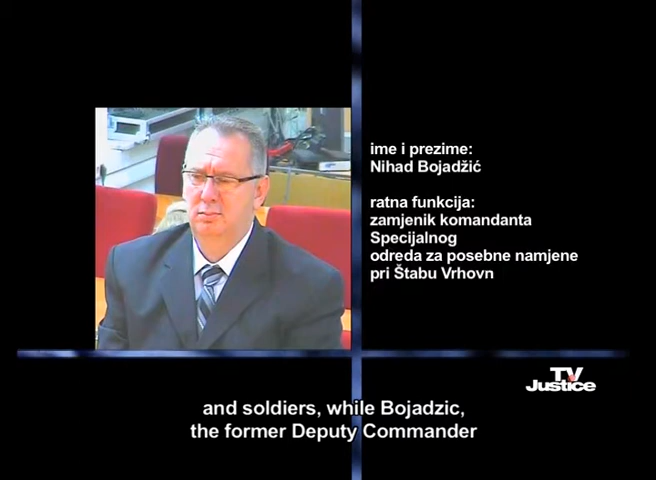 ime i prezime:
Nihad Bojadžić
ratna funkcija:
zamjenik komandanta
Specijalnog
odreda za posebne namjene
pri Štabu Vrhovn
TV
Justice
and soldiers, while Bojadzic,
the former Deputy Commander